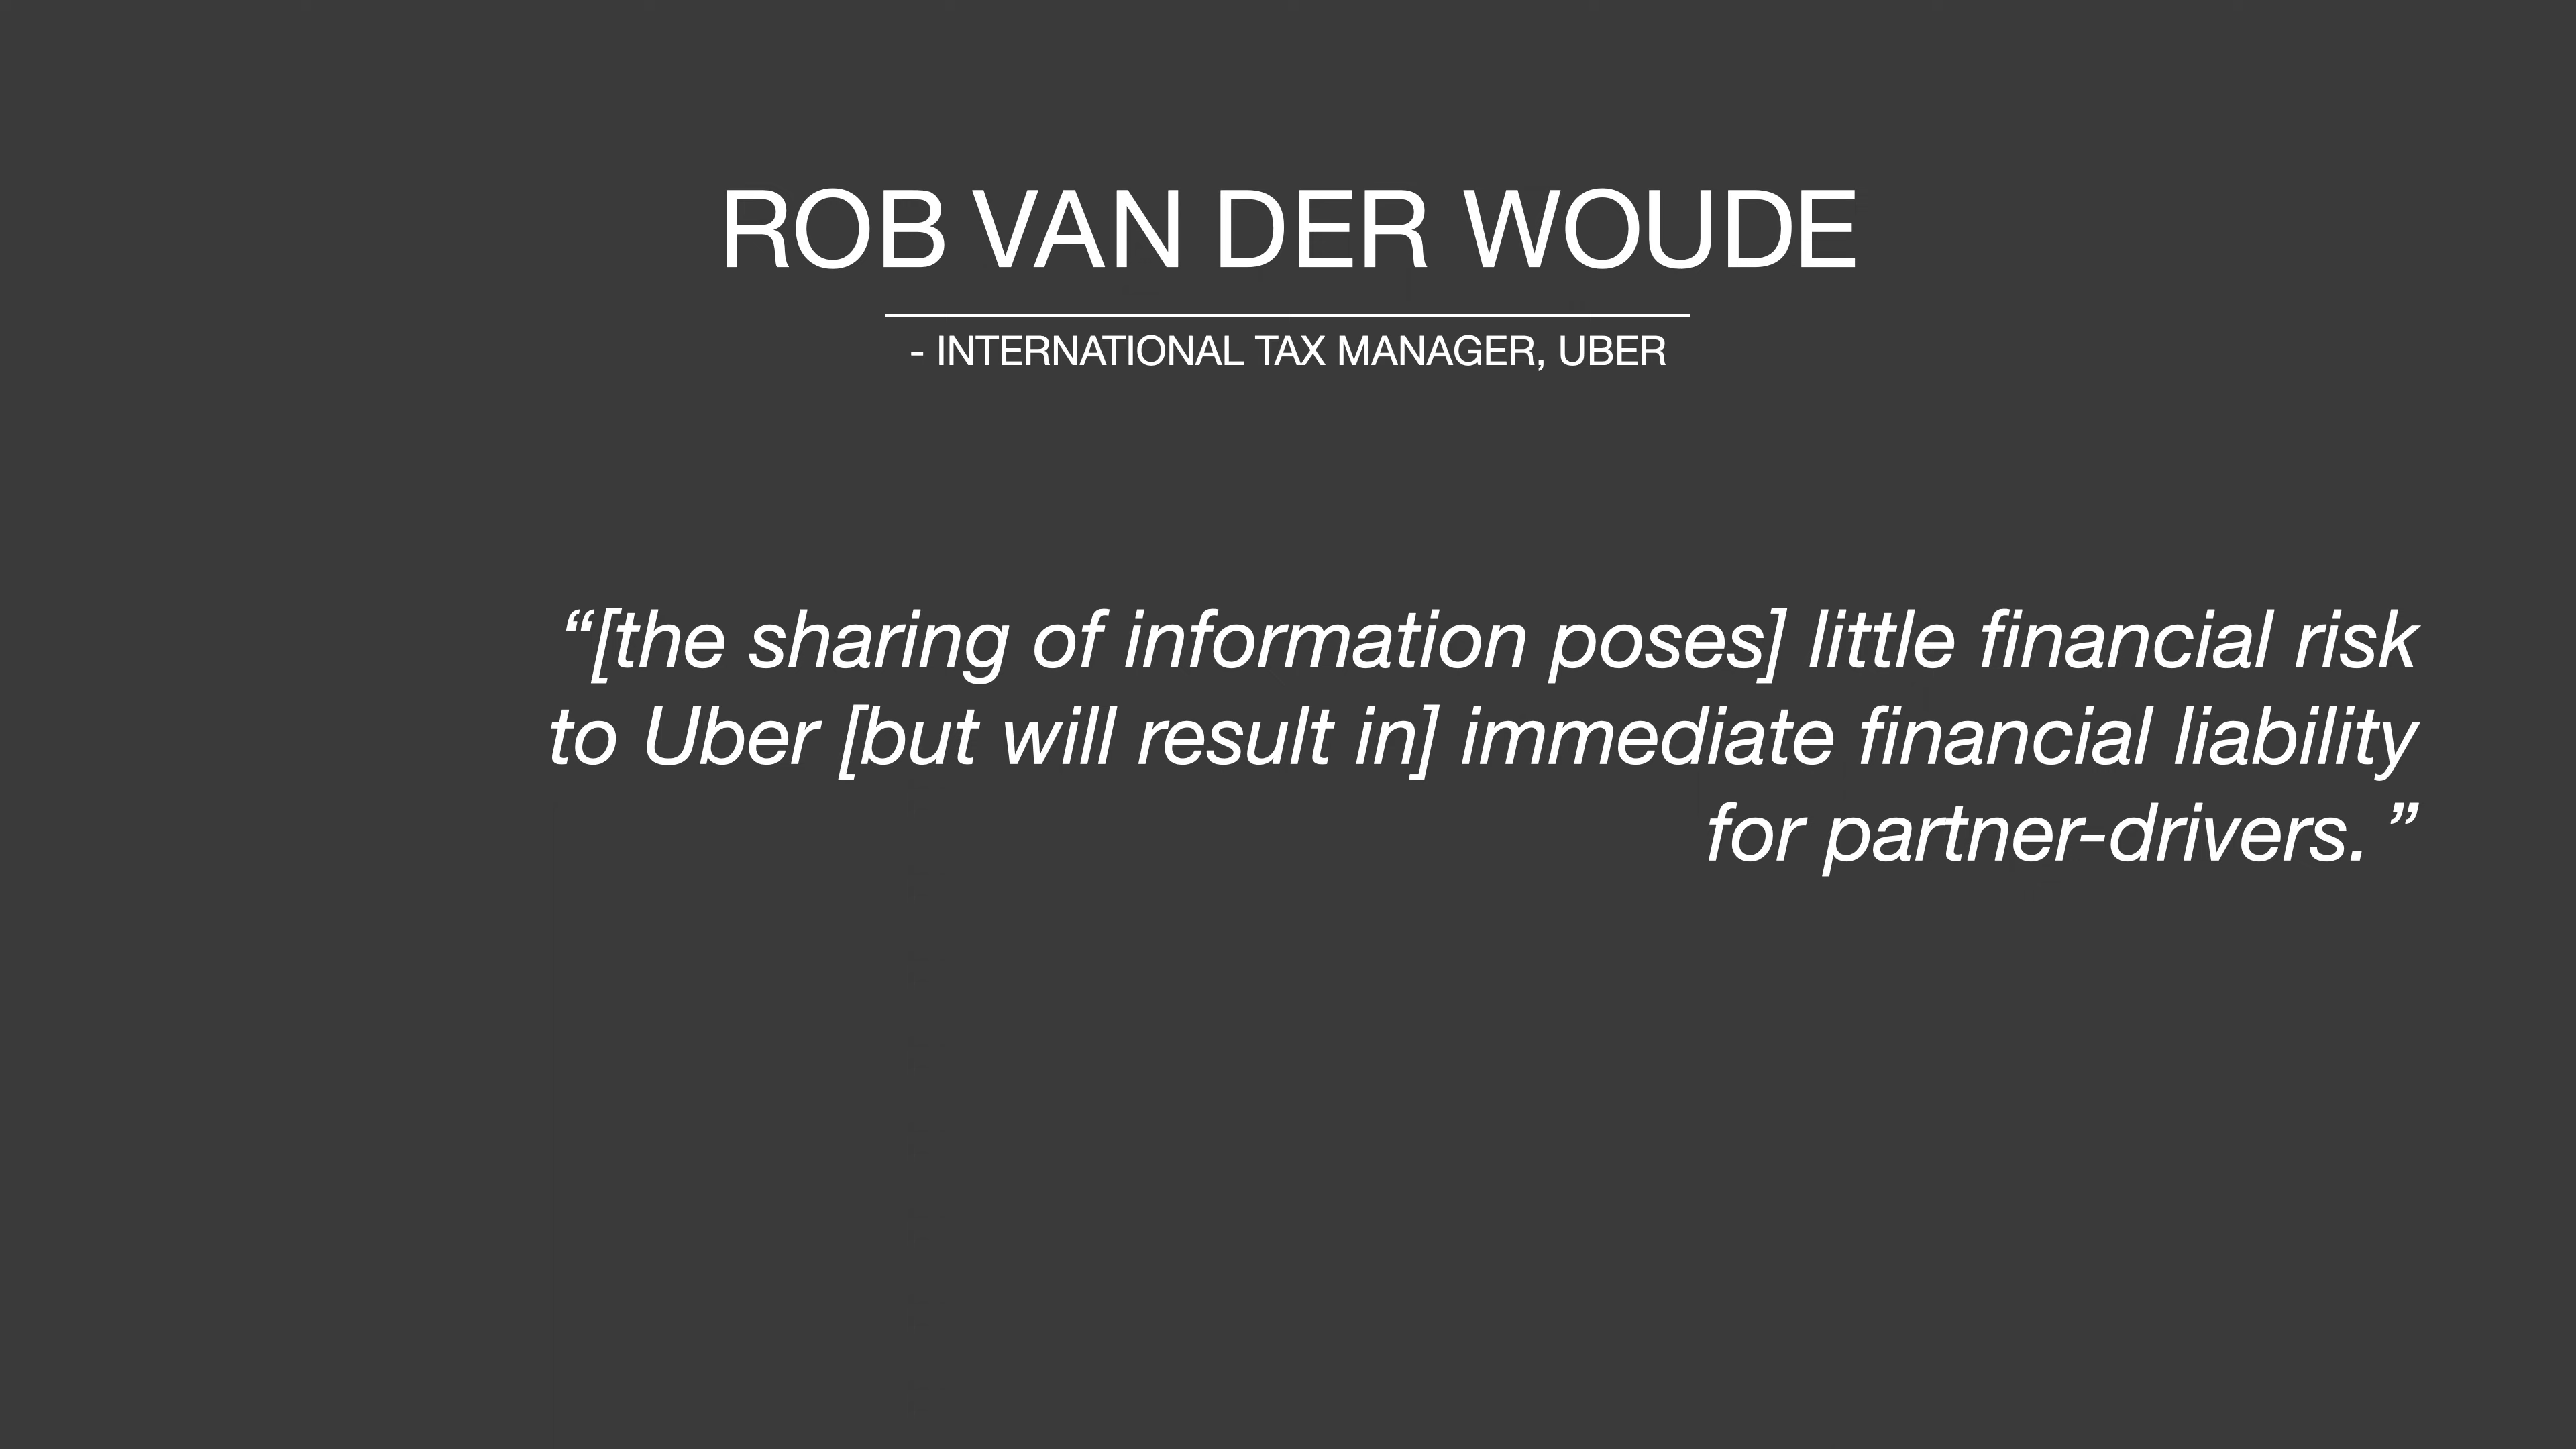 ROB VAN DER WOUDE
- INTERNATIONAL TAX MANAGER, UBER
“[the sharing of information poses] little financial risk
to Uber [but will result in] immediate financial liability
for partner-drivers. ”